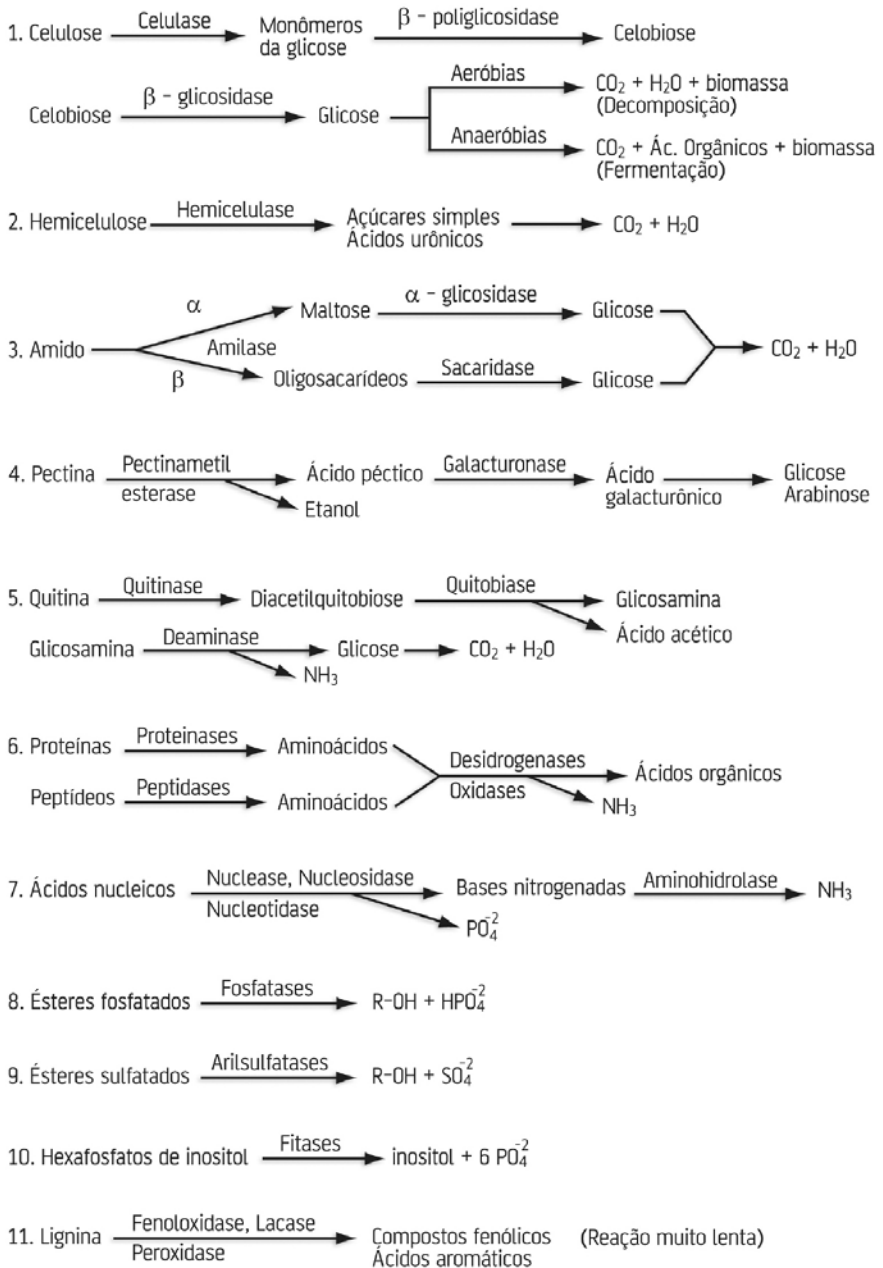 Celulase β - poliglicosidase
1. Celulose Monômeros Celobiose
da glicose
Aeróbias CO₂ + H₂O + biomassa
β - glicosidase (Decomposição)
Celobiose Glicose
Anaeróbias CO₂ + Ác. Orgânicos + biomassa
(Fermentação)
Hemicelulase
2. Hemicelulose Açúcares simples CO₂ + H₂O
Ácidos urônicos
α Maltose α - glicosidase Glicose
3. Amido Amilase CO₂ + H₂O
β Oligosacarídeos Sacaridase Glicose
Pectinametil Galacturonase
4. Pectina Ácido péctico Ácido Glicose
esterase galacturônico Arabinose
Etanol
Quitinase Quitobiase
5. Quitina Diacetilquitobiose Glicosamina
Ácido acético
Deaminase
Glicosamina Glicose CO₂ + H₂O
NH₃
Proteinases
6. Proteínas Aminoácidos
Desidrogenases Ácidos orgânicos
Peptidases Oxidases
Peptídeos Aminoácidos NH₃
Nuclease, Nucleosidase Aminohidrolase
7. Ácidos nucleicos Bases nitrogenadas NH₃
Nucleotidase
PO₄⁻²
Fosfatases
8. Ésteres fosfatados R-OH + HPO₄⁻²
Arilsulfatases
9. Ésteres sulfatados R-OH + SO₄⁻²
Fitases
10. Hexafosfatos de inositol inositol + 6 PO₄⁻²
Fenoloxidase, Lacase
11. Lignina Compostos fenólicos (Reação muito lenta)
Peroxidase Ácidos aromáticos